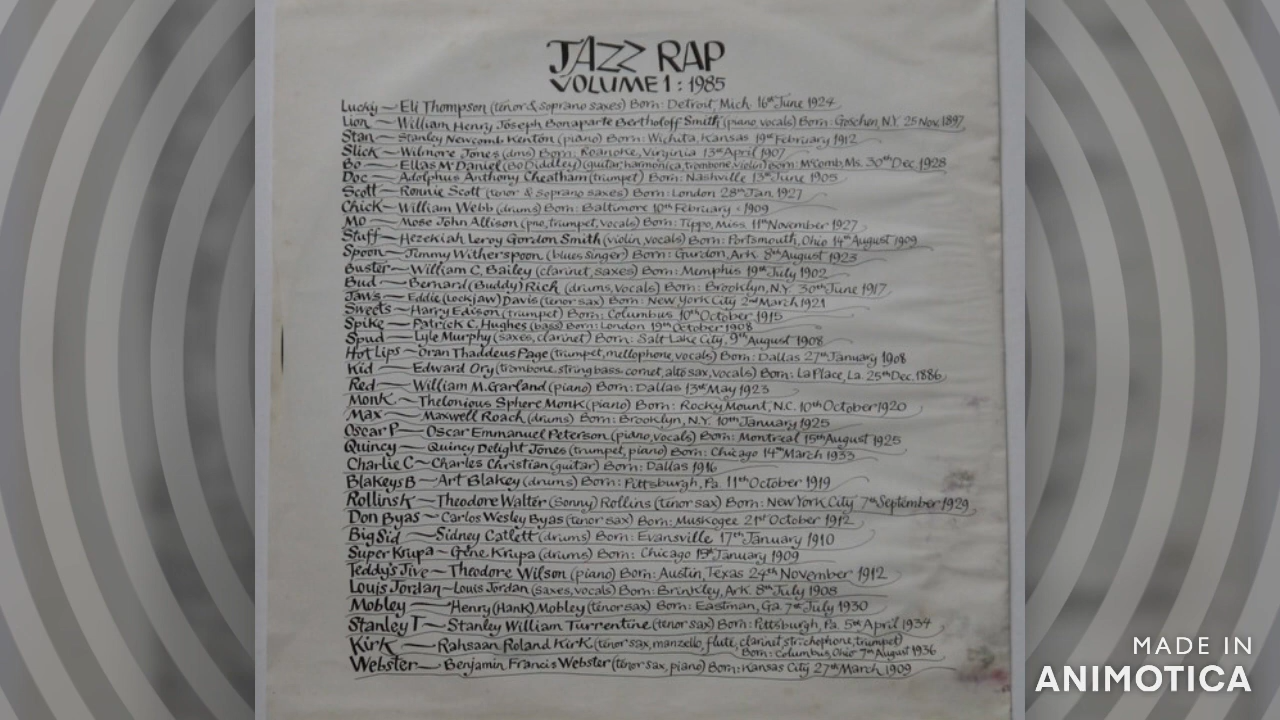 JAZZ RAP
VOLUME 1 : 1985
Lucky — Eli Thompson (tenor & soprano saxes) Born: Detroit, Mich. 16th June 1924
Lion — William Henry Joseph Bonaparte Bertholoff Smith (piano, vocals) Born: Goschen, N.Y. 25 Nov. 1897
Stan — Stanley Newcomb Kenton (piano) Born: Wichita, Kansas 19th February 1912
Slick — Wilmore Jones (dms) Born: Roanoke, Virginia 13th April 1907
Bo — Ellas McDaniel (Bo Diddley) (guitar, harmonica, trombone, violin) Born: McComb, Ms. 30th Dec. 1928
Doc — Adolphus Anthony Cheatham (trumpet) Born: Nashville 13th June 1905
Scott — Ronnie Scott (tenor & soprano saxes) Born: London 28th Jan. 1927
Chick — William Webb (drums) Born: Baltimore 10th February 1909
Mo — Mose John Allison (pno, trumpet, vocals) Born: Tippo, Miss. 11th November 1927
Stuff — Hezekiah Leroy Gordon Smith (violin, vocals) Born: Portsmouth, Ohio 14th August 1909
Spoon — Jimmy Witherspoon (blues singer) Born: Gurdon, Ark. 8th August 1923
Buster — William C. Bailey (clarinet, saxes) Born: Memphis 19th July 1902
Bud — Bernard (Buddy) Rich (drums, vocals) Born: Brooklyn, N.Y. 30th June 1917
Jaws — Eddie (Lockjaw) Davis (tenor sax) Born: New York City 2nd March 1921
Sweets — Harry Edison (trumpet) Born: Columbus 10th October 1915
Spike — Patrick C. Hughes (bass) Born: London 19th October 1908
Spud — Lyle Murphy (saxes, clarinet) Born: Salt Lake City, 9th August 1908
Hot Lips — Oran Thaddeus Page (trumpet, mellophone, vocals) Born: Dallas 27th January 1908
Kid — Edward Ory (trombone, string bass, cornet, alto sax, vocals) Born: La Place, La. 25th Dec. 1886
Red — William M. Garland (piano) Born: Dallas 13th May 1923
Monk — Thelonious Sphere Monk (piano) Born: Rocky Mount, N.C. 10th October 1920
Max — Maxwell Roach (drums) Born: Brooklyn, N.Y. 10th January 1925
Oscar P — Oscar Emmanuel Peterson (piano, vocals) Born: Montreal 15th August 1925
Quincy — Quincy Delight Jones (trumpet, piano) Born: Chicago 14th March 1933
Charlie C — Charles Christian (guitar) Born: Dallas 1916
Blakeys B — Art Blakey (drums) Born: Pittsburgh, Pa. 11th October 1919
Rollinsk — Theodore Walter (Sonny) Rollins (tenor sax) Born: New York City 7th September 1929
Don Byas — Carlos Wesley Byas (tenor sax) Born: Muskogee 21st October 1912
Big Sid — Sidney Catlett (drums) Born: Evansville 17th January 1910
Super Krupa — Gene Krupa (drums) Born: Chicago 15th January 1909
Teddy's Jive — Theodore Wilson (piano) Born: Austin, Texas 24th November 1912
Louis Jordan — Louis Jordan (saxes, vocals) Born: Brinkley, Ark. 8th July 1908
Mobley — Henry (Hank) Mobley (tenor sax) Born: Eastman, Ga. 7th July 1930
Stanley T — Stanley William Turrentine (tenor sax) Born: Pittsburgh, Pa. 5th April 1934
Kirk — Rahsaan Roland Kirk (tenor sax, manzello, flute, clarinet, trumpet)
Born: Columbus, Ohio 7th August 1936
Webster — Benjamin Francis Webster (tenor sax, piano) Born: Kansas City 27th March 1909
MADE IN
ANIMOTICA